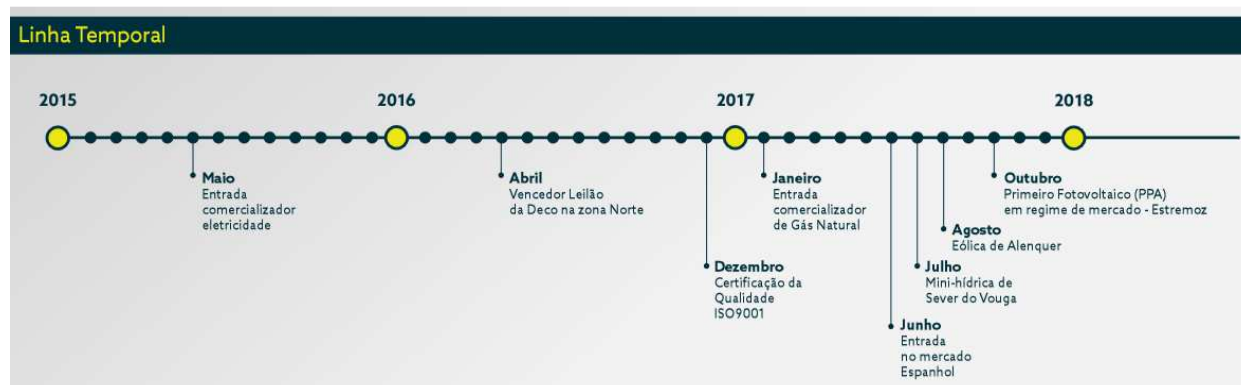 Linha Temporal
2015
2016
2017
2018
Maio
Entrada
comercializador
eletricidade
Abril
Vencedor Leilão
da Deco na zona Norte
Dezembro
Certificação da
Qualidade
ISO9001
Janeiro
Entrada
comercializador
de Gás Natural
Junho
Entrada
no mercado
Espanhol
Julho
Mini-hídrica de
Sever do Vouga
Agosto
Eólica de Alenquer
Outubro
Primeiro Fotovoltaico (PPA)
em regime de mercado - Estremoz